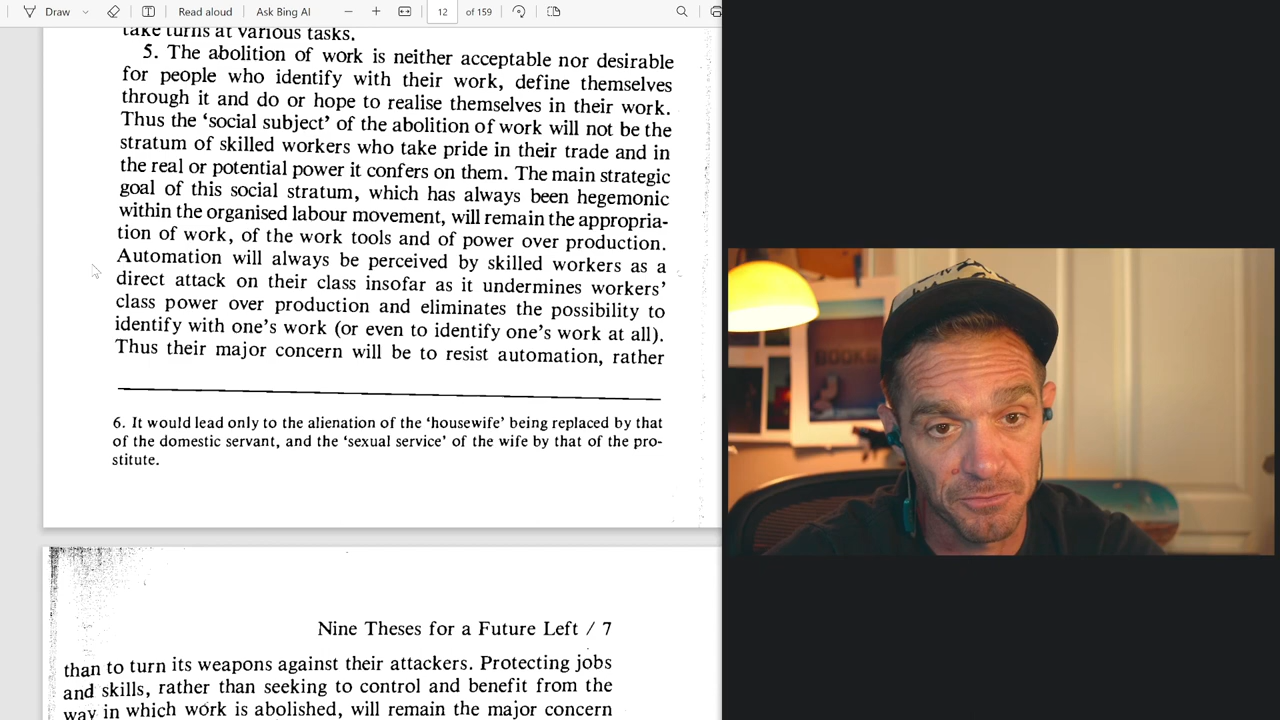 Draw
Read aloud
Ask Bing AI
12
of 159
take turns at various tasks.
5. The abolition of work is neither acceptable nor desirable
for people who identify with their work, define themselves
through it and do or hope to realise themselves in their work.
Thus the ‘social subject’ of the abolition of work will not be the
stratum of skilled workers who take pride in their trade and in
the real or potential power it confers on them. The main strategic
goal of this social stratum, which has always been hegemonic
within the organised labour movement, will remain the appropria-
tion of work, of the work tools and of power over production.
Automation will always be perceived by skilled workers as a
direct attack on their class insofar as it undermines workers’
class power over production and eliminates the possibility to
identify with one’s work (or even to identify one’s work at all).
Thus their major concern will be to resist automation, rather
6. It would lead only to the alienation of the ‘housewife’ being replaced by that
of the domestic servant, and the ‘sexual service’ of the wife by that of the pro-
stitute.
Nine Theses for a Future Left / 7
than to turn its weapons against their attackers. Protecting jobs
and skills, rather than seeking to control and benefit from the
way in which work is abolished, will remain the major concern
BOOKS